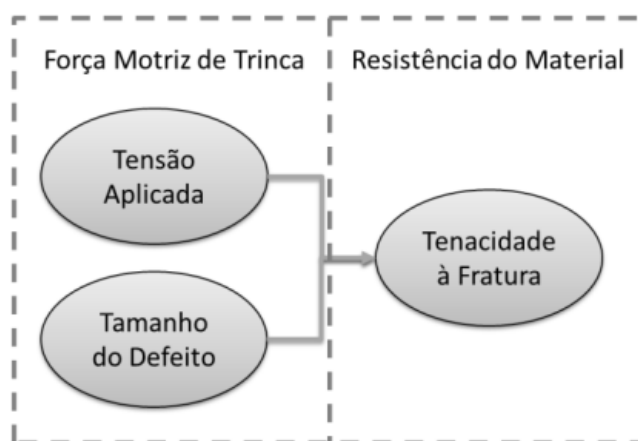 Força Motriz de Trinca
Resistência do Material
Tensão
Aplicada
Tenacidade
à Fratura
Tamanho
do Defeito